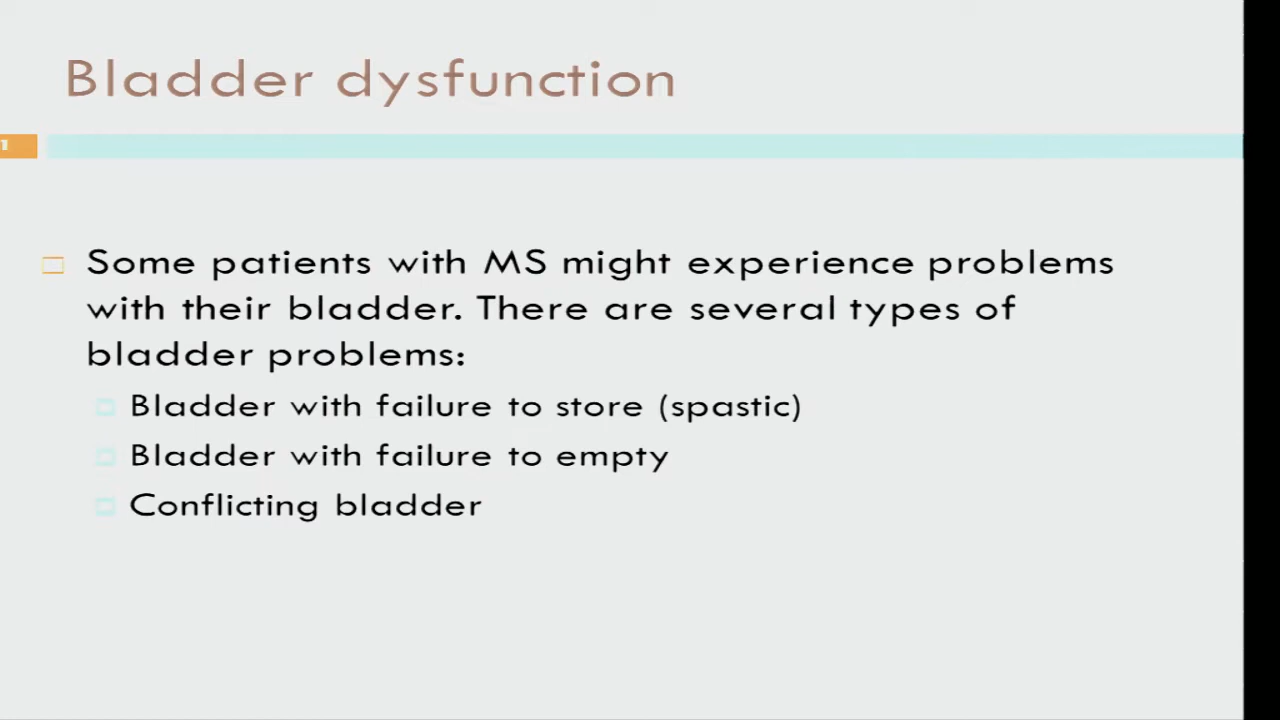 Bladder dysfunction
Some patients with MS might experience problems
with their bladder. There are several types of
bladder problems:
Bladder with failure to store (spastic)
Bladder with failure to empty
Conflicting bladder